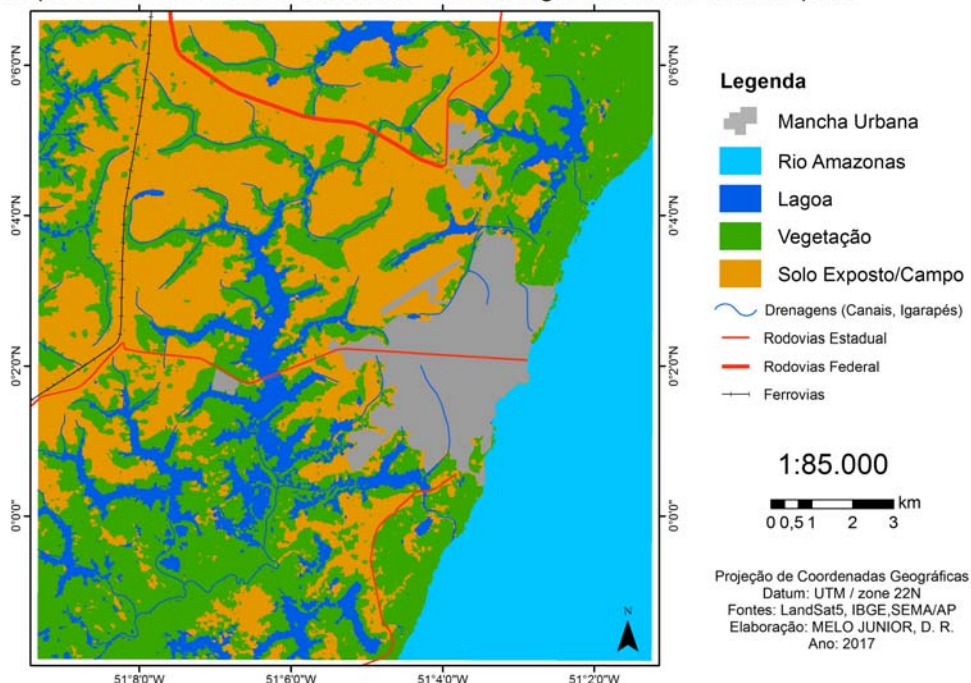 0°6'0"N
0°4'0"N
0°2'0"N
0°0'0"
0°6'0"N
0°4'0"N
0°2'0"N
0°0'0"
51°8'0"W
51°6'0"W
51°4'0"W
51°2'0"W
N
Legenda
Mancha Urbana
Rio Amazonas
Lagoa
Vegetação
Solo Exposto/Campo
Drenagens (Canais, Igarapés)
Rodovias Estadual
Rodovias Federal
Ferrovias
1:85.000
km
0 0,5 1 2 3
Projeção de Coordenadas Geográficas
Datum: UTM / zone 22N
Fontes: LandSat5, IBGE,SEMA/AP
Elaboração: MELO JUNIOR, D. R.
Ano: 2017